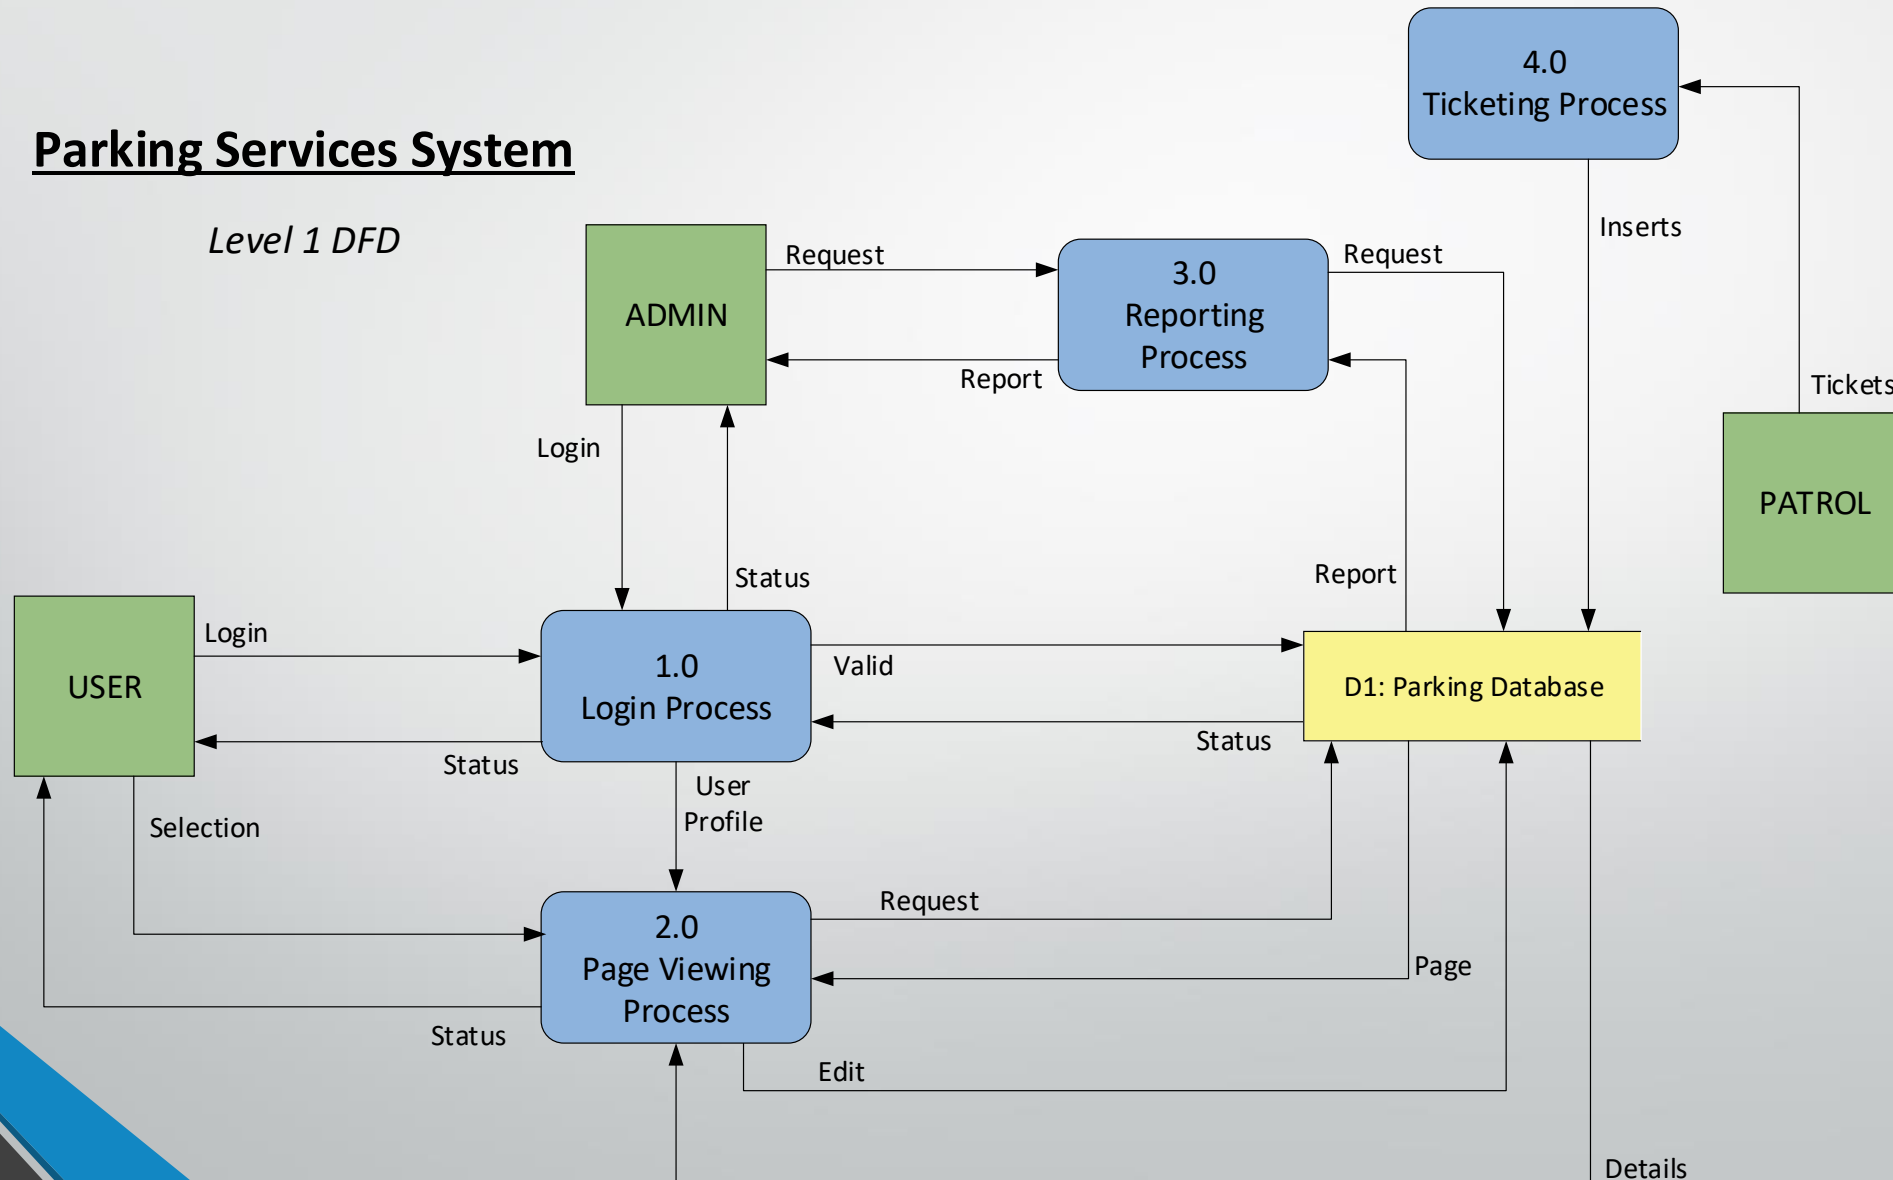 4.0
Ticketing Process
Parking Services System
Level 1 DFD
Inserts
ADMIN
Request
3.0
Reporting
Process
Request
Report
Tickets
Login
PATROL
Status
Report
USER
Login
1.0
Login Process
Valid
D1: Parking Database
Status
Status
User
Profile
Selection
2.0
Page Viewing
Process
Request
Page
Status
Edit
Details